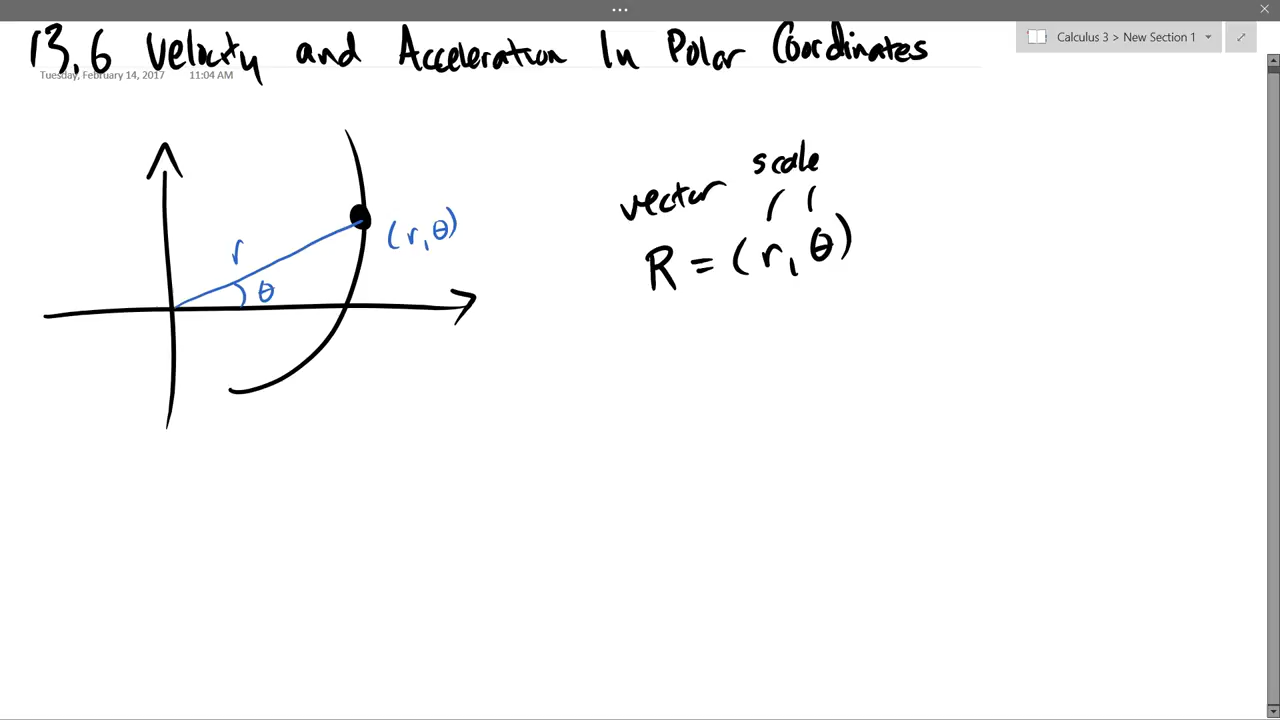 13.6 Velocity and Acceleration In Polar Coordinates
Calculus 3 > New Section 1
Tuesday, February 14, 2017 11:04 AM
scale
vector
R = (r, θ)
(r, θ)
r
θ